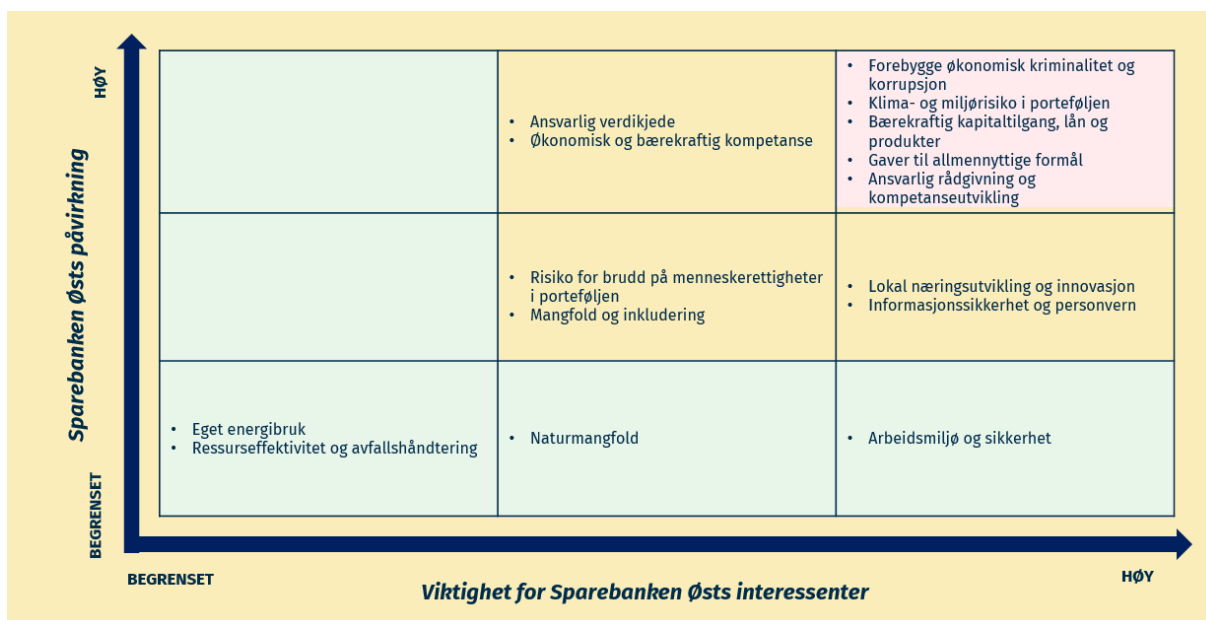 HØY
Sparebanken Østs påvirkning
BEGRENSET
• Ansvarlig verdikjede
• Økonomisk og bærekraftig kompetanse
• Forebygge økonomisk kriminalitet og
korrupsjon
• Klima- og miljørisiko i porteføljen
• Bærekraftig kapitaltilgang, lån og
produkter
• Gaver til allmennyttige formål
• Ansvarlig rådgivning og
kompetanseutvikling
• Risiko for brudd på menneskerettigheter
i porteføljen
• Mangfold og inkludering
• Lokal næringsutvikling og innovasjon
• Informasjonssikkerhet og personvern
• Eget energibruk
• Ressurseffektivitet og avfallshåndtering
• Naturmangfold
• Arbeidsmiljø og sikkerhet
BEGRENSET
Viktighet for Sparebanken Østs interessenter
HØY